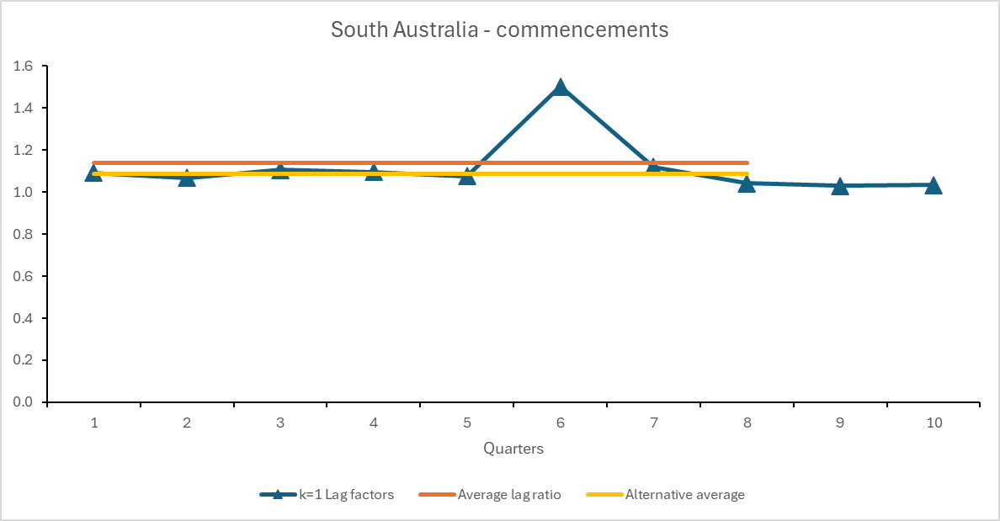 South Australia - commencements
1.6
1.4
1.2
1.0
0.8
0.6
0.4
0.2
0.0
1 2 3 4 5 6 7 8 9 10
Quarters
k=1 Lag factors Average lag ratio Alternative average